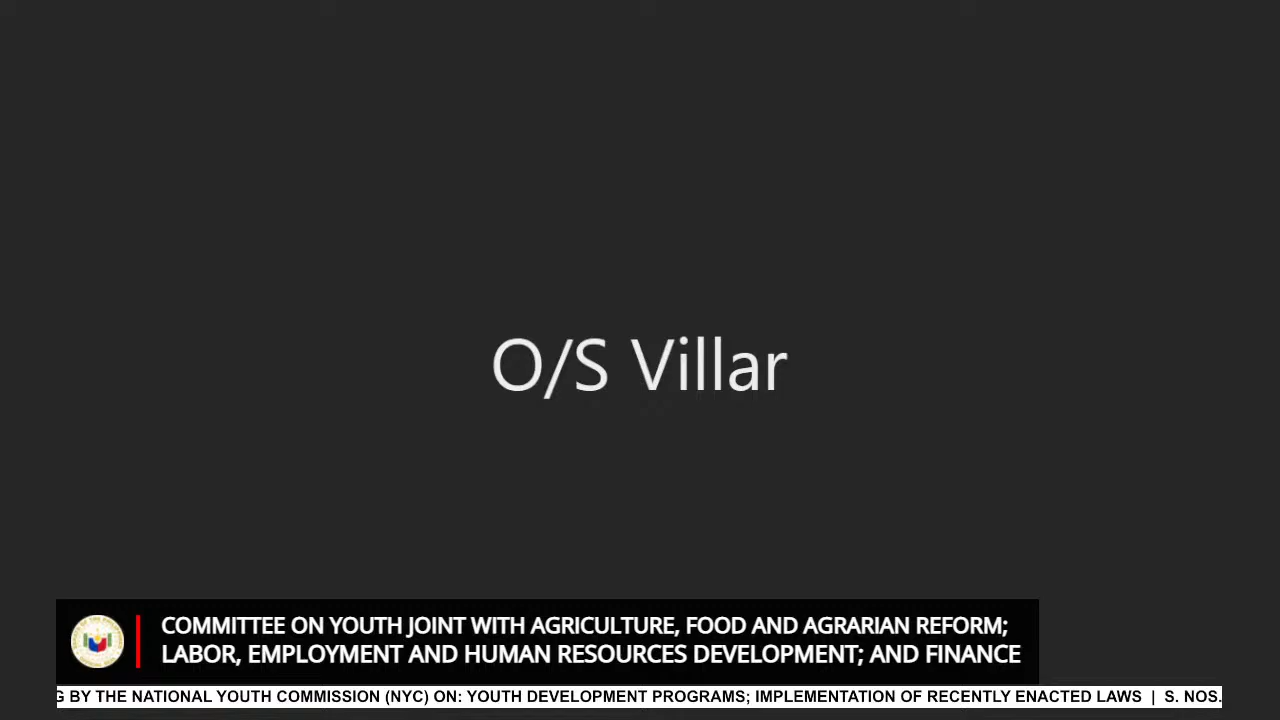 O/S Villar
COMMITTEE ON YOUTH JOINT WITH AGRICULTURE, FOOD AND AGRARIAN REFORM;
LABOR, EMPLOYMENT AND HUMAN RESOURCES DEVELOPMENT; AND FINANCE
G BY THE NATIONAL YOUTH COMMISSION (NYC) ON: YOUTH DEVELOPMENT PROGRAMS; IMPLEMENTATION OF RECENTLY ENACTED LAWS | S. NOS.